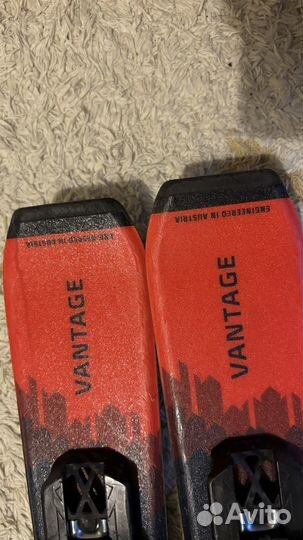 ENGINEERED IN AUSTRIA
VANTAGE
ENGINEERED IN AUSTRIA
VANTAGE
Avito